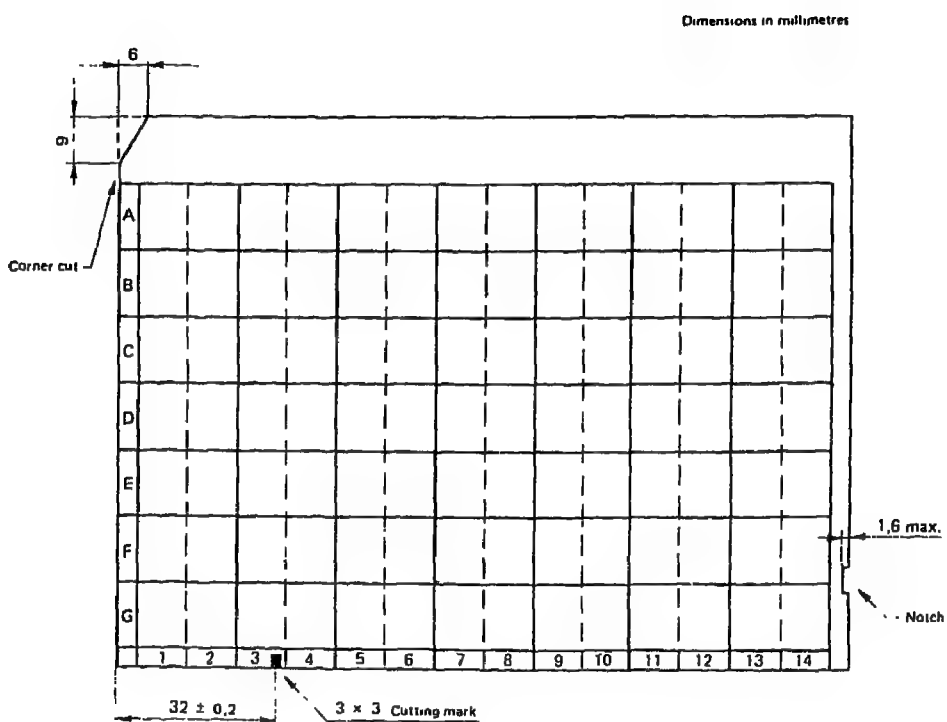 Dimensions in millimetres
6
9
A
Corner cut
B
C
D
E
1,6 max.
F
G
Notch
1 2 3 4 5 6 7 8 9 10 11 12 13 14
32 ± 0,2
3 × 3 Cutting mark